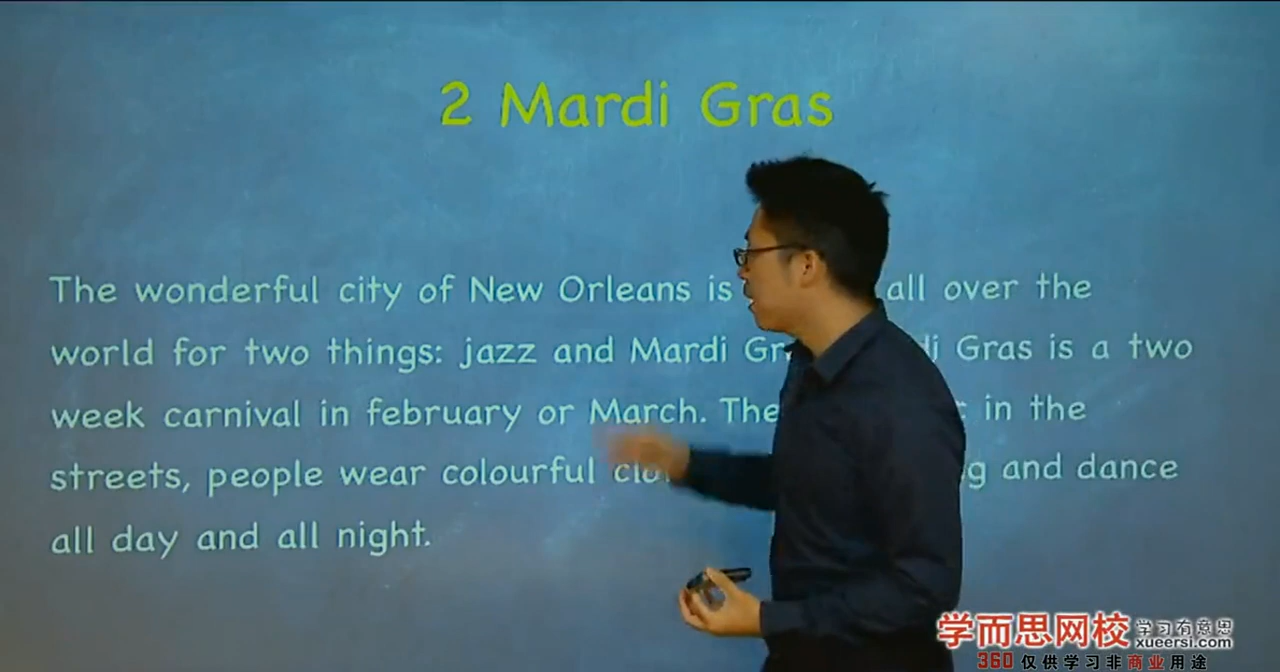 2 Mardi Gras
The wonderful city of New Orleans is all over the
world for two things: jazz and Mardi Gras is a two
week carnival in february or March. The in the
streets, people wear colourful and dance
all day and all night.
学而思网校 学习有意思
xueersi.com
360 仅供学习非商业用途